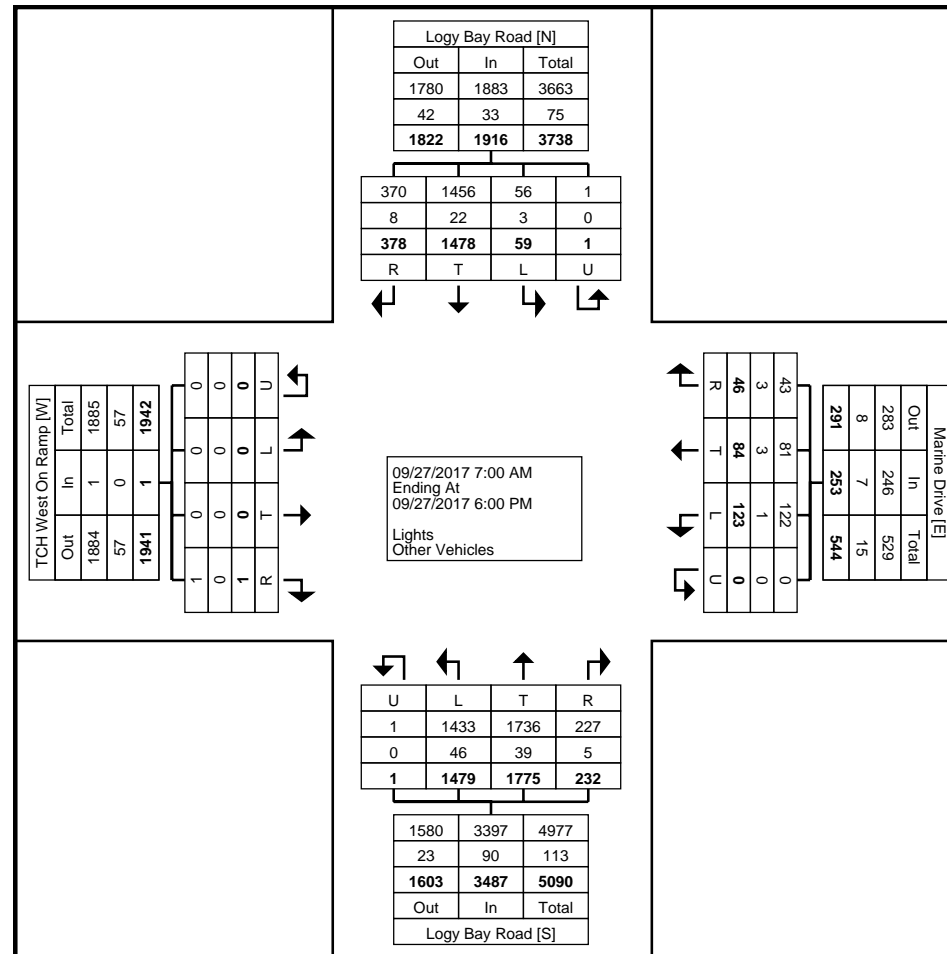 Logy Bay Road [N]
Out In Total
1780 1883 3663
42 33 75
1822 1916 3738
370 1456 56 1
8 22 3 0
378 1478 59 1
R T L U
TCH West On Ramp [W]
Total In Out
1885 1 1884
57 0 57
1942 1 1941
0 0 0 1
0 0 0 0
0 0 0 1
U L T R
09/27/2017 7:00 AM
Ending At
09/27/2017 6:00 PM
Lights
Other Vehicles
R T L U
46 84 123 0
3 3 1 0
43 81 122 0
Marine Drive [E]
Out In Total
283 246 529
8 7 15
291 253 544
U L T R
1 1433 1736 227
0 46 39 5
1 1479 1775 232
1580 3397 4977
23 90 113
1603 3487 5090
Out In Total
Logy Bay Road [S]